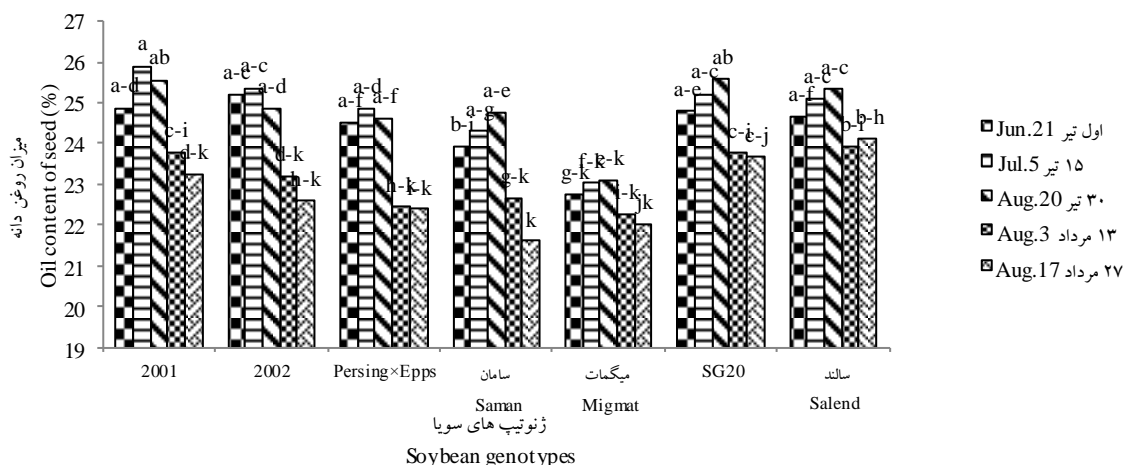 میزان روغن دانه
Oil content of seed (%)
27
26
25
24
23
22
21
20
19
a-d
a
ab
c-i
d-k
a-c
a-c
a-d
d-k
h-k
a-f
a-d
a-f
h-k
i-k
b-i
a-g
a-e
g-k
k
g-k
f-k
e-k
i-k
jk
a-e
a-c
ab
c-i
c-j
a-f
a-c
a-c
b-i
b-h
2001
2002
Persing×Epps
سامان
Saman
میگمات
Migmat
SG20
سالند
Salend
ژنوتیپ های سویا
Soybean genotypes
Jun.21 اول تیر
Jul.5 ۱۵ تیر
Aug.20 ۳۰ تیر
Aug.3 ۱۳ مرداد
Aug.17 ۲۷ مرداد